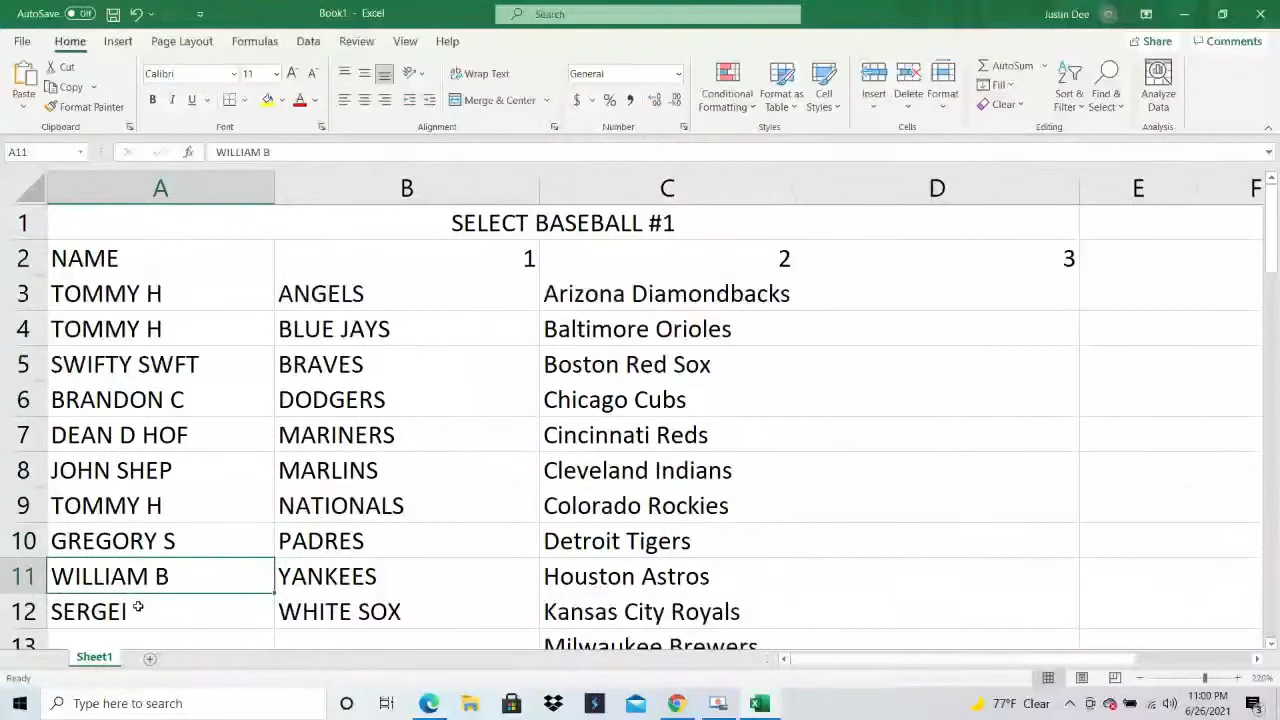 AutoSave Off Book1 - Excel Search Justin Dee
File Home Insert Page Layout Formulas Data Review View Help Share Comments
Paste Cut Copy Format Painter Clipboard
Calibri 11 A A B I U A Font
Wrap Text Merge & Center Alignment
General $ % , Number
Conditional Formatting Format as Table Cell Styles Styles
Insert Delete Format Cells
AutoSum Fill Clear Sort & Filter Find & Select Editing
Analyze Data Analysis
A11 fx WILLIAM B
A B C D E F
1 SELECT BASEBALL #1
2 NAME 1 2 3
3 TOMMY H ANGELS Arizona Diamondbacks
4 TOMMY H BLUE JAYS Baltimore Orioles
5 SWIFTY SWFT BRAVES Boston Red Sox
6 BRANDON C DODGERS Chicago Cubs
7 DEAN D HOF MARINERS Cincinnati Reds
8 JOHN SHEP MARLINS Cleveland Indians
9 TOMMY H NATIONALS Colorado Rockies
10 GREGORY S PADRES Detroit Tigers
11 WILLIAM B YANKEES Houston Astros
12 SERGEI WHITE SOX Kansas City Royals
13 Milwaukee Brewers
Sheet1
Ready 220%
Type here to search 77°F Clear 11:00 PM
6/26/2021 3